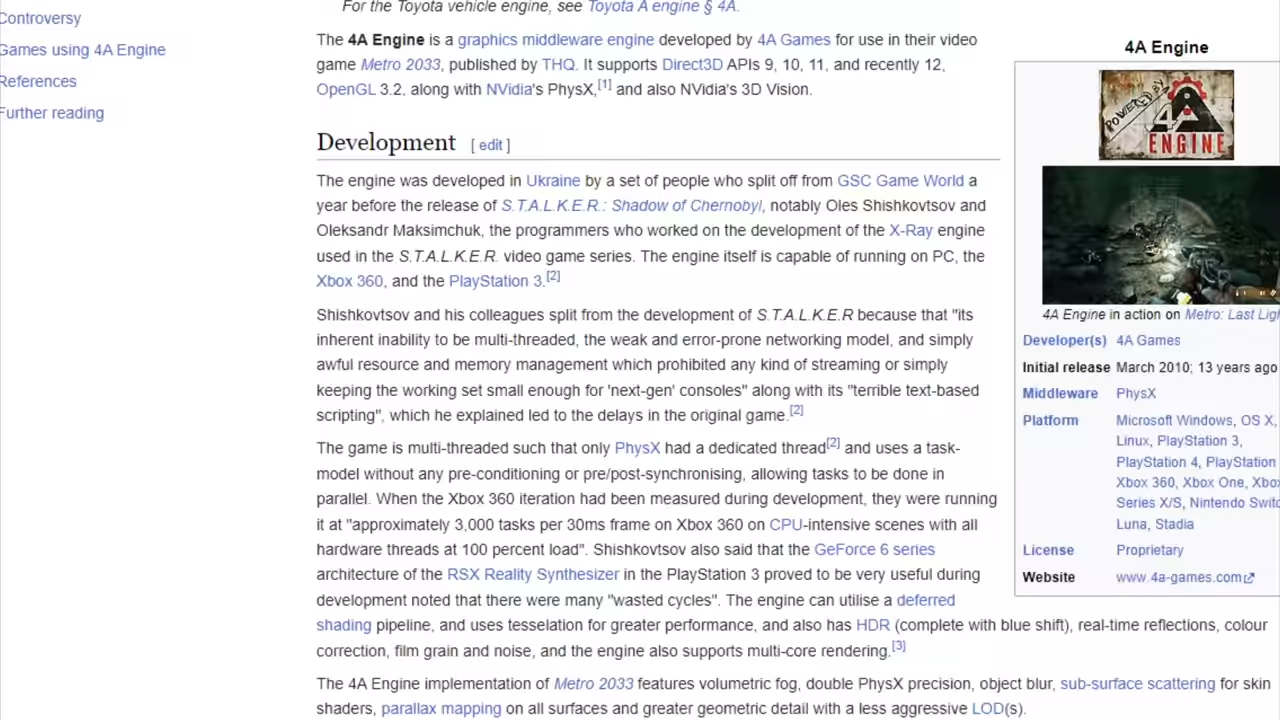 Controversy
Games using 4A Engine
References
Further reading
For the Toyota vehicle engine, see Toyota A engine § 4A.
The 4A Engine is a graphics middleware engine developed by 4A Games for use in their video
game Metro 2033, published by THQ. It supports Direct3D APIs 9, 10, 11, and recently 12,
OpenGL 3.2, along with NVidia's PhysX,[1] and also NVidia's 3D Vision.
Development [ edit ]
The engine was developed in Ukraine by a set of people who split off from GSC Game World a
year before the release of S.T.A.L.K.E.R.: Shadow of Chernobyl, notably Oles Shishkovtsov and
Oleksandr Maksimchuk, the programmers who worked on the development of the X-Ray engine
used in the S.T.A.L.K.E.R. video game series. The engine itself is capable of running on PC, the
Xbox 360, and the PlayStation 3.[2]
Shishkovtsov and his colleagues split from the development of S.T.A.L.K.E.R because that "its
inherent inability to be multi-threaded, the weak and error-prone networking model, and simply
awful resource and memory management which prohibited any kind of streaming or simply
keeping the working set small enough for 'next-gen' consoles" along with its "terrible text-based
scripting", which he explained led to the delays in the original game.[2]
The game is multi-threaded such that only PhysX had a dedicated thread[2] and uses a task-
model without any pre-conditioning or pre/post-synchronising, allowing tasks to be done in
parallel. When the Xbox 360 iteration had been measured during development, they were running
it at "approximately 3,000 tasks per 30ms frame on Xbox 360 on CPU-intensive scenes with all
hardware threads at 100 percent load". Shishkovtsov also said that the GeForce 6 series
architecture of the RSX Reality Synthesizer in the PlayStation 3 proved to be very useful during
development noted that there were many "wasted cycles". The engine can utilise a deferred
shading pipeline, and uses tesselation for greater performance, and also has HDR (complete with blue shift), real-time reflections, colour
correction, film grain and noise, and the engine also supports multi-core rendering.[3]
The 4A Engine implementation of Metro 2033 features volumetric fog, double PhysX precision, object blur, sub-surface scattering for skin
shaders, parallax mapping on all surfaces and greater geometric detail with a less aggressive LOD(s).
4A Engine
POWERED BY
4A
ENGINE
4A Engine in action on Metro: Last Ligh
Developer(s) 4A Games
Initial release March 2010; 13 years ago
Middleware PhysX
Platform Microsoft Windows, OS X,
Linux, PlayStation 3,
PlayStation 4, PlayStation
Xbox 360, Xbox One, Xbox
Series X/S, Nintendo Switc
Luna, Stadia
License Proprietary
Website www.4a-games.com